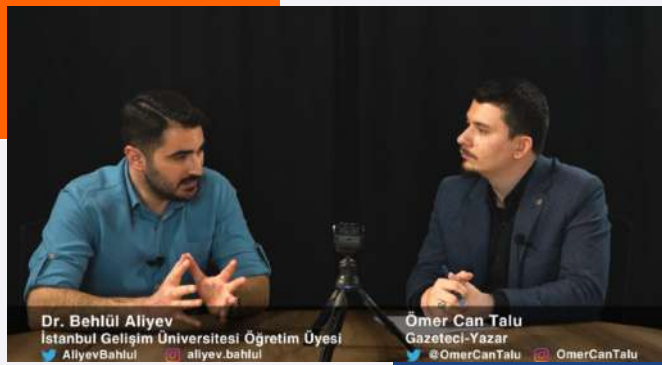 Dr. Behlül Aliyev
İstanbul Gelişim Üniversitesi Öğretim Üyesi
AliyevBahlul aliyev.bahlul
Ömer Can Talu
Gazeteci-Yazar
@OmerCanTalu OmerCanTalu